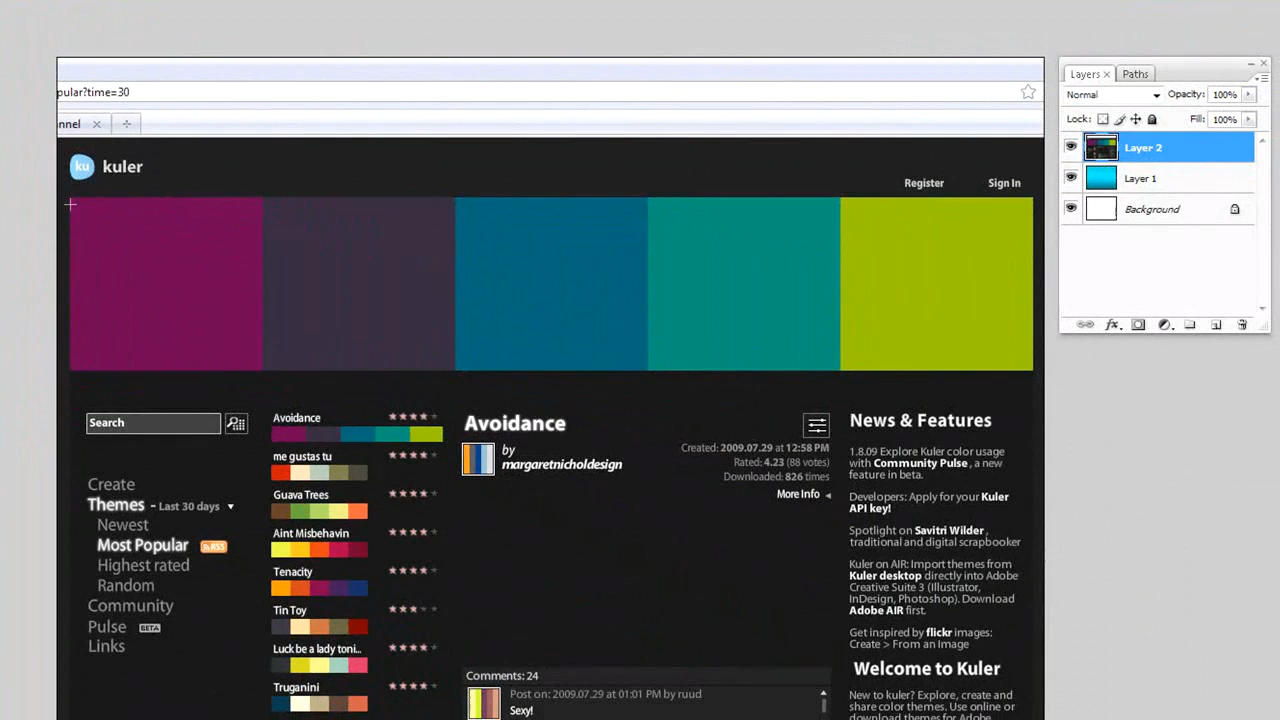 pular?time=30
nnel
ku kuler
Register Sign In
Layers Paths
Normal Opacity: 100%
Lock: Fill: 100%
Layer 2
Layer 1
Background
fx
Search
Create
Themes - Last 30 days
Newest
Most Popular RSS
Highest rated
Random
Community
Pulse BETA
Links
Avoidance
me gustas tu
Guava Trees
Aint Misbehavin
Tenacity
Tin Toy
Luck be a lady toni..
Truganini
Avoidance
by
margaretnicholdesign
Created: 2009.07.29 at 12:58 PM
Rated: 4.23 (88 votes)
Downloaded: 826 times
More Info
Comments: 24
Post on: 2009.07.29 at 01:01 PM by ruud
Sexy!
News & Features
1.8.09 Explore Kuler color usage
with Community Pulse , a new
feature in beta.
Developers: Apply for your Kuler
API key!
Spotlight on Savitri Wilder ,
traditional and digital scrapbooker
Kuler on AIR: Import themes from
Kuler desktop directly into Adobe
Creative Suite 3 (Illustrator,
InDesign, Photoshop). Download
Adobe AIR first.
Get inspired by flickr images:
Create > From an Image
Welcome to Kuler
New to kuler? Explore, create and
share color themes. Use online or
download themes for Adobe